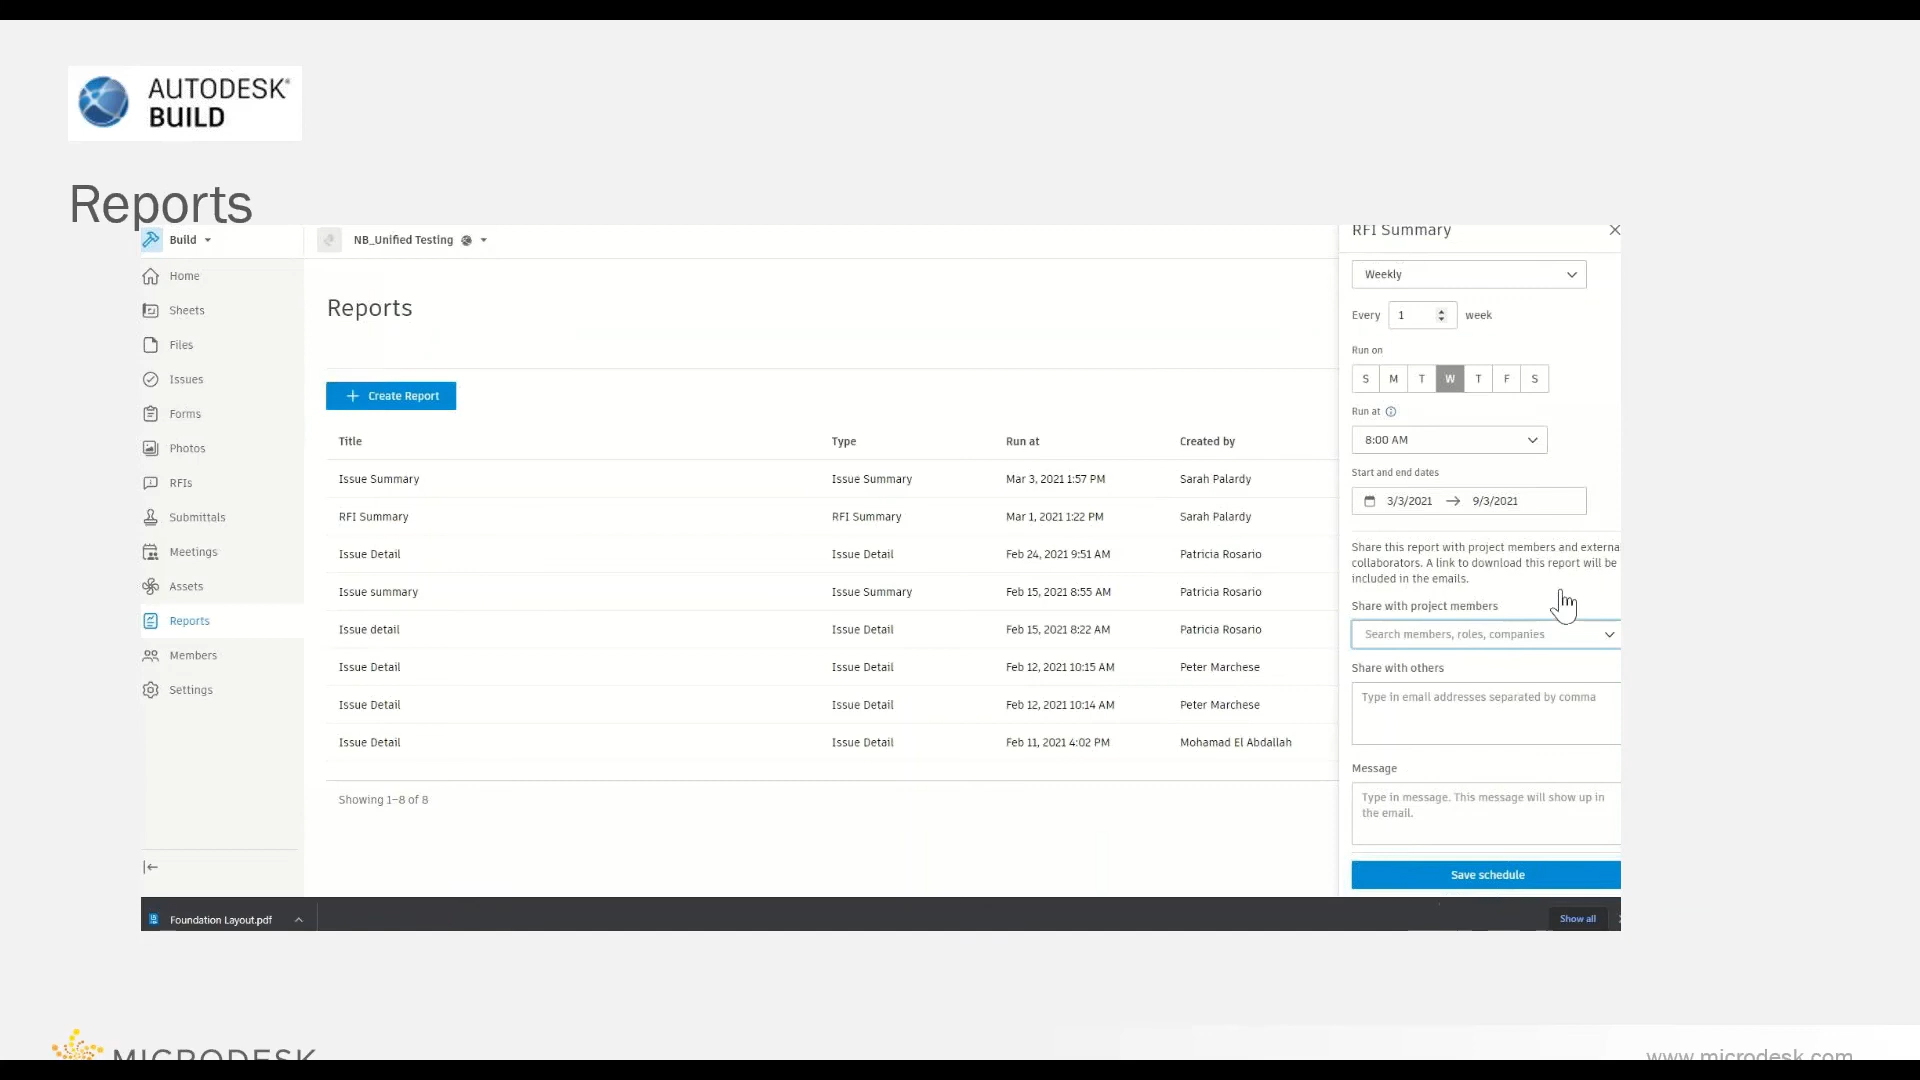 AUTODESK®
BUILD
Reports
Build
NB_Unified Testing
Home
Sheets
Files
Issues
Forms
Photos
RFIs
Submittals
Meetings
Assets
Reports
Members
Settings
Reports
Create Report
Title Type Run at Created by
Issue Summary Issue Summary Mar 3, 2021 1:57 PM Sarah Palardy
RFI Summary RFI Summary Mar 1, 2021 1:22 PM Sarah Palardy
Issue Detail Issue Detail Feb 24, 2021 9:51 AM Patricia Rosario
Issue summary Issue Summary Feb 15, 2021 8:55 AM Patricia Rosario
Issue detail Issue Detail Feb 15, 2021 8:22 AM Patricia Rosario
Issue Detail Issue Detail Feb 12, 2021 10:15 AM Peter Marchese
Issue Detail Issue Detail Feb 12, 2021 10:14 AM Peter Marchese
Issue Detail Issue Detail Feb 11, 2021 4:02 PM Mohamad El Abdallah
Showing 1-8 of 8
RFI Summary
Weekly
Every 1 week
Run on
S M T W T F S
Run at
8:00 AM
Start and end dates
3/3/2021 → 9/3/2021
Share this report with project members and externa
collaborators. A link to download this report will be
included in the emails.
Share with project members
Search members, roles, companies
Share with others
Type in email addresses separated by comma
Message
Type in message. This message will show up in
the email.
Save schedule
Foundation Layout.pdf
Show all
MICRODESK
www.microdesk.com